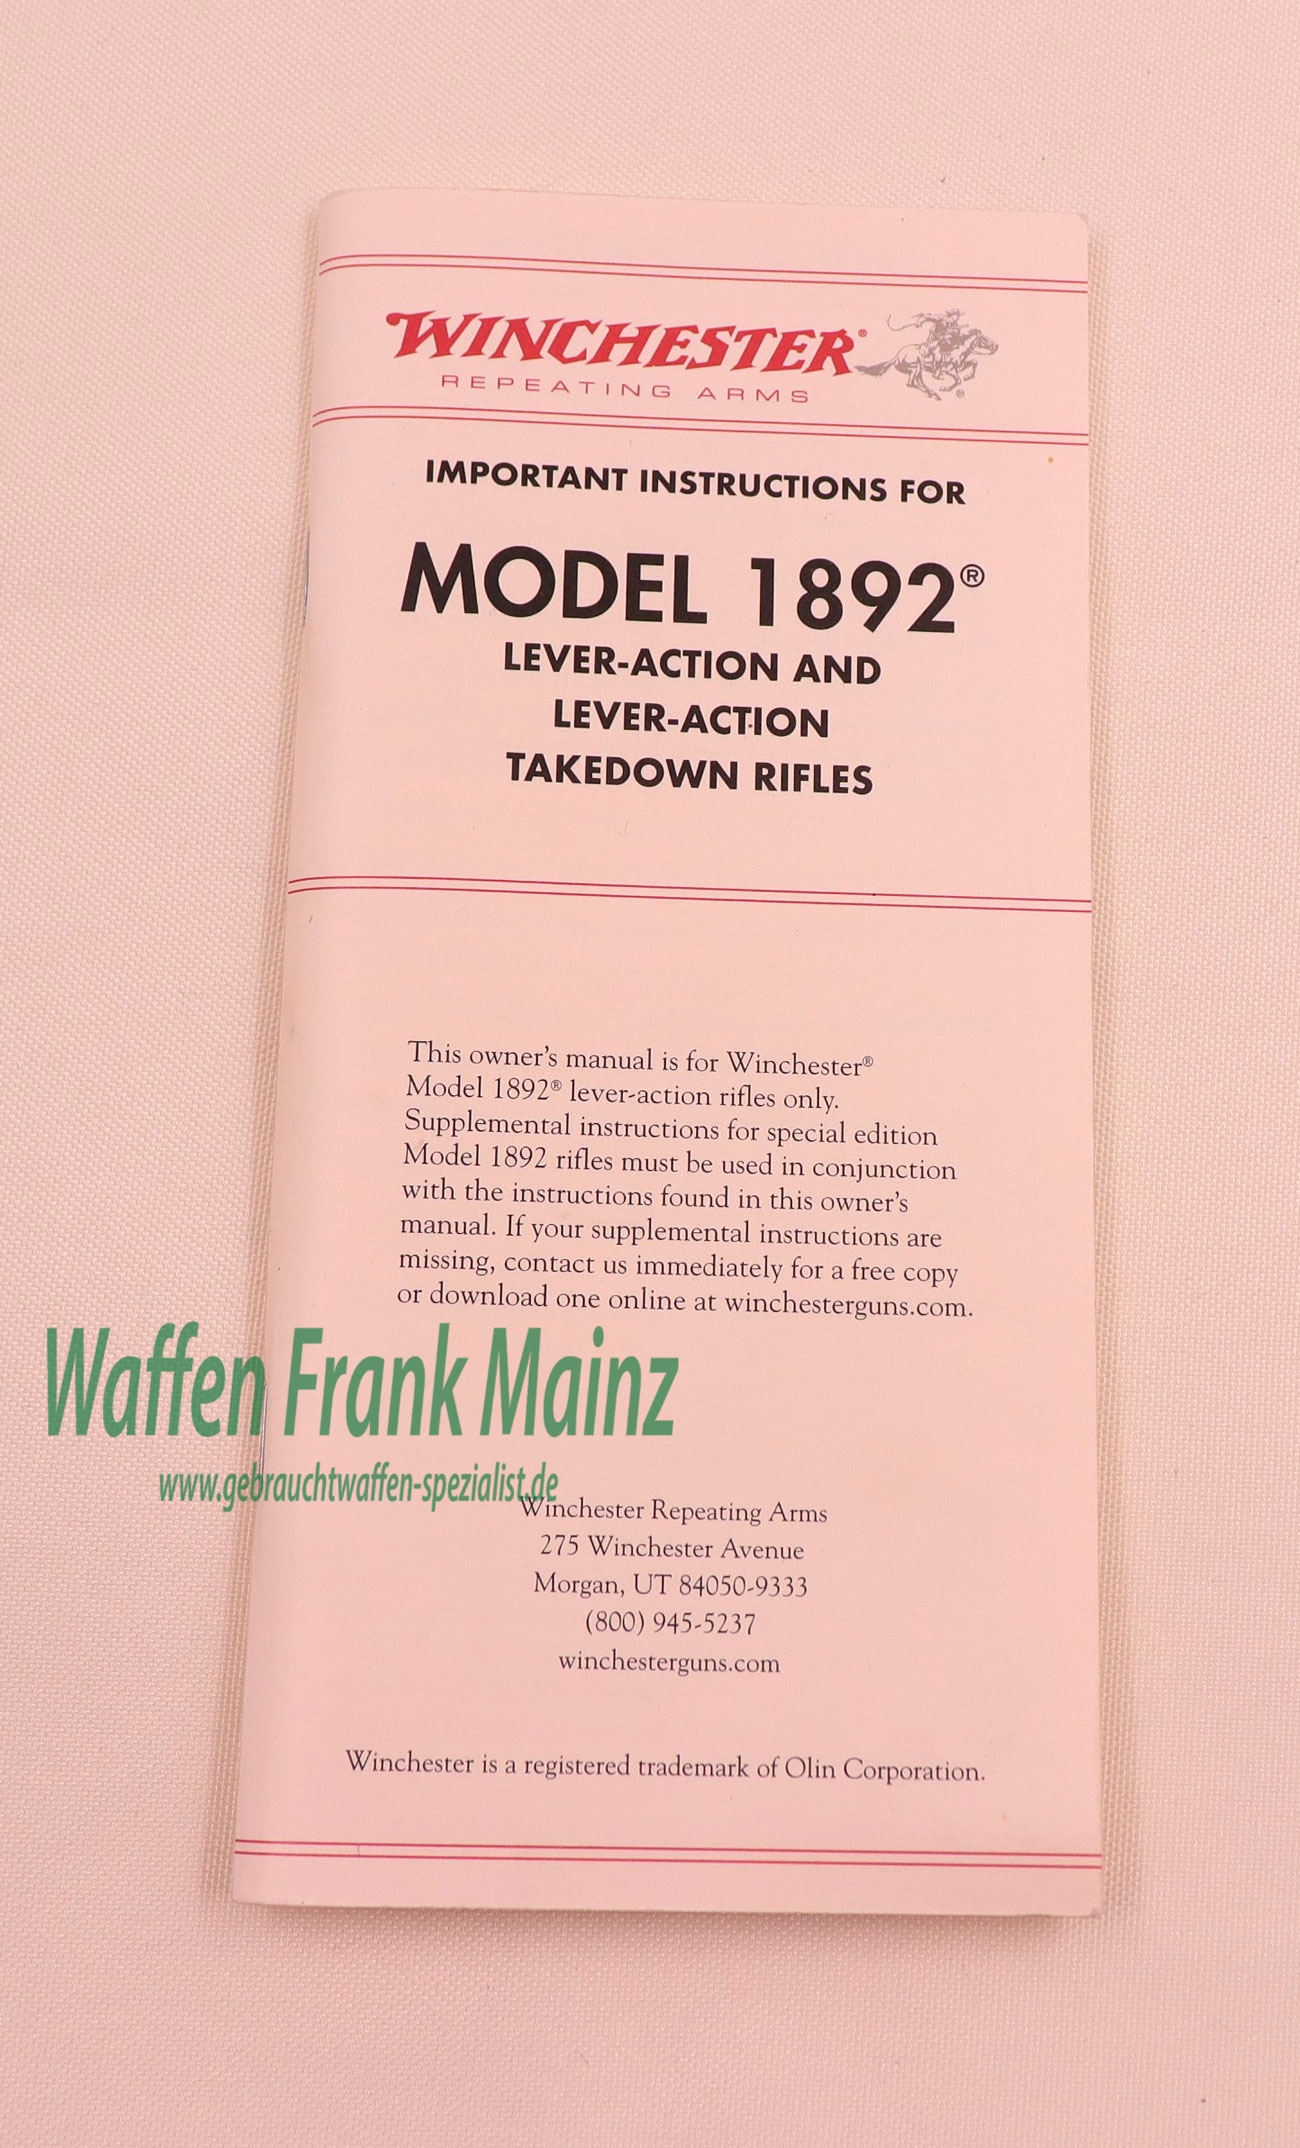 WINCHESTER®
REPEATING ARMS
®
IMPORTANT INSTRUCTIONS FOR
MODEL 1892®
LEVER-ACTION AND
LEVER-ACTION
TAKEDOWN RIFLES
This owner's manual is for Winchester®
Model 1892® lever-action rifles only.
Supplemental instructions for special edition
Model 1892 rifles must be used in conjunction
with the instructions found in this owner's
manual. If your supplemental instructions are
missing, contact us immediately for a free copy
or download one online at winchesterguns.com.
Waffen Frank Mainz
www.gebrauchtwaffen-spezialist.de
Winchester Repeating Arms
275 Winchester Avenue
Morgan, UT 84050-9333
(800) 945-5237
winchesterguns.com
Winchester is a registered trademark of Olin Corporation.